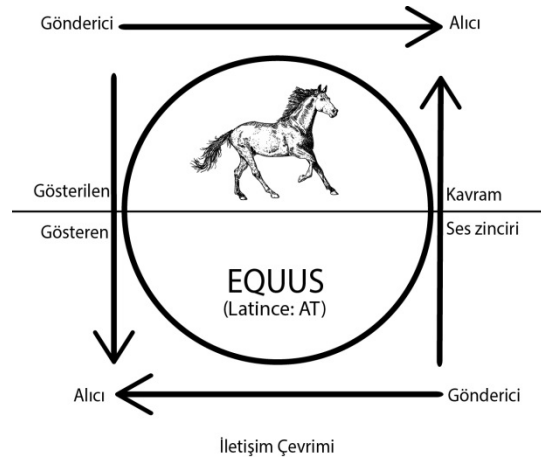 Gönderici
Alıcı
Gösterilen
Kavram
Gösteren
Ses zinciri
EQUUS
(Latince: AT)
Alıcı
Gönderici
İletişim Çevrimi